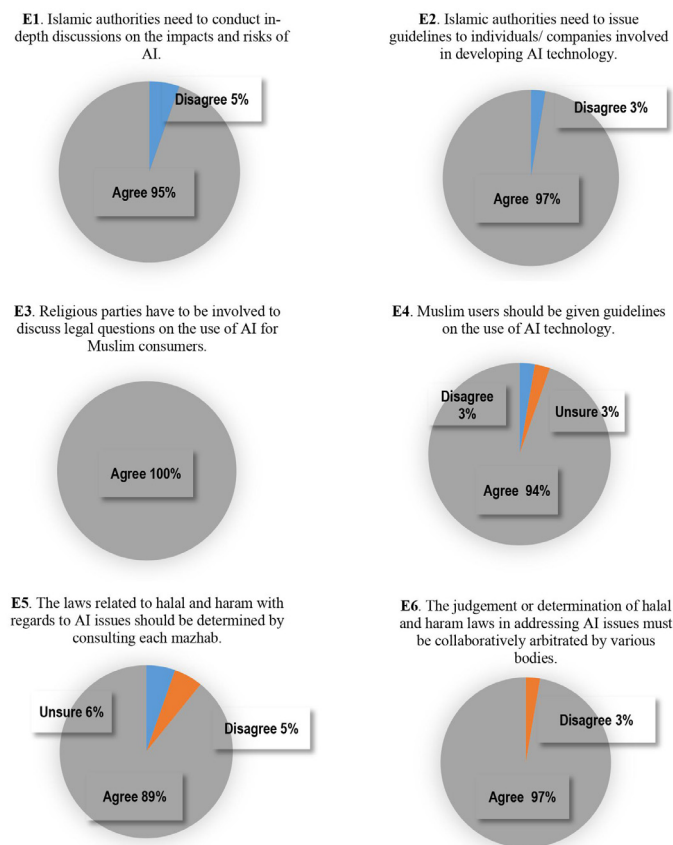 E1. Islamic authorities need to conduct in-
depth discussions on the impacts and risks of
AI.
Disagree 5%
Agree 95%
E2. Islamic authorities need to issue
guidelines to individuals/ companies involved
in developing AI technology.
Disagree 3%
Agree 97%
E3. Religious parties have to be involved to
discuss legal questions on the use of AI for
Muslim consumers.
Agree 100%
E4. Muslim users should be given guidelines
on the use of AI technology.
Disagree
3%
Unsure 3%
Agree 94%
E5. The laws related to halal and haram with
regards to AI issues should be determined by
consulting each mazhab.
Unsure 6%
Disagree 5%
Agree 89%
E6. The judgement or determination of halal
and haram laws in addressing AI issues must
be collaboratively arbitrated by various
bodies.
Disagree 3%
Agree 97%